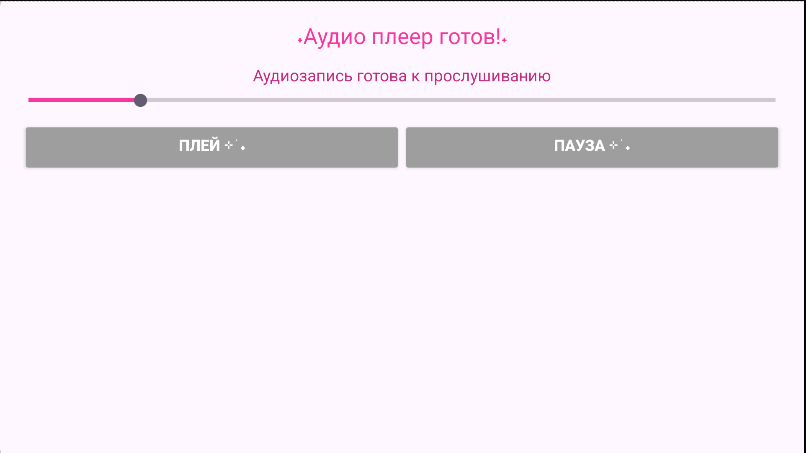 ˖Аудио плеер готов!˖
Аудиозапись готова к прослушиванию
ПЛЕЙ ⊹ ࣪ ˖
ПАУЗА ⊹ ࣪ ˖